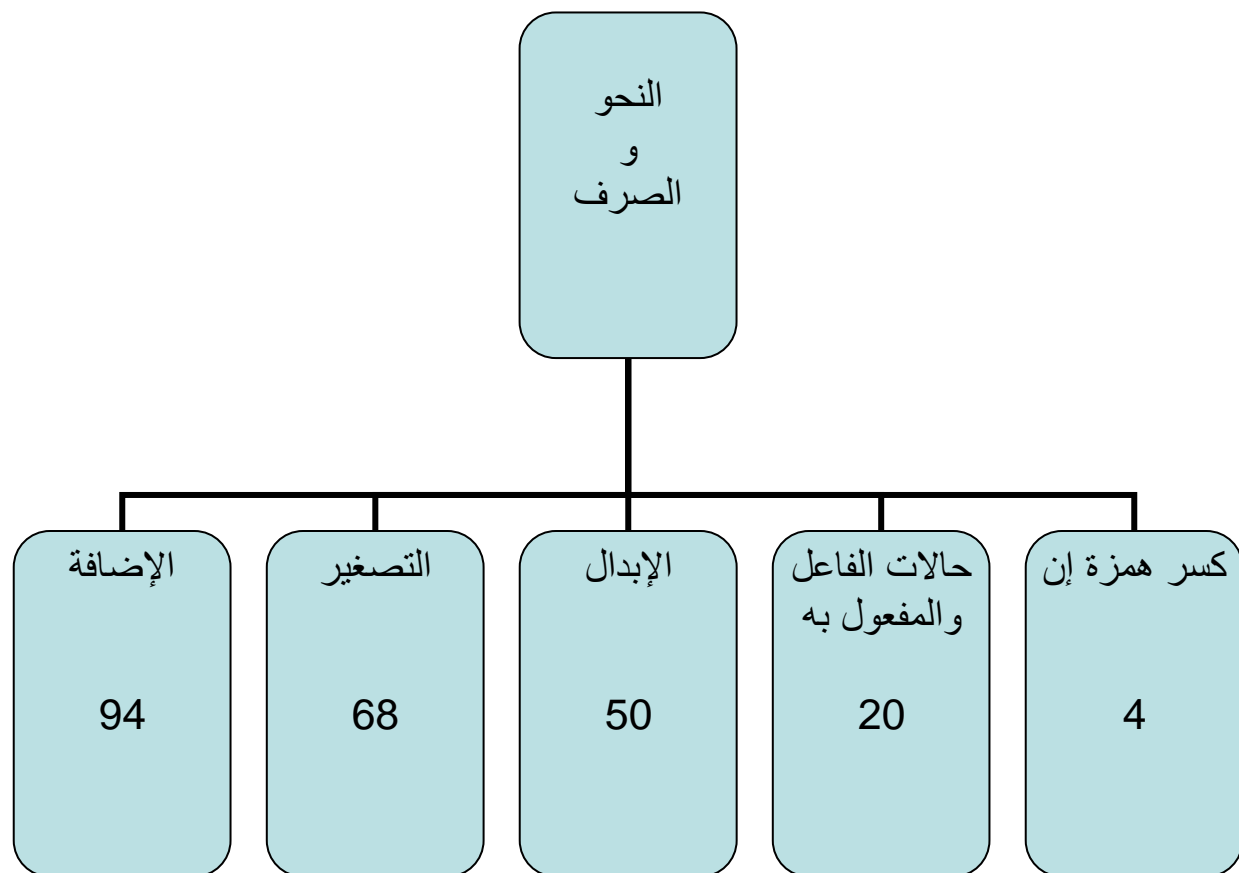 النحو
و
الصرف
كسر همزة إن
4
حالات الفاعل
والمفعول به
20
الإبدال
50
التصغير
68
الإضافة
94